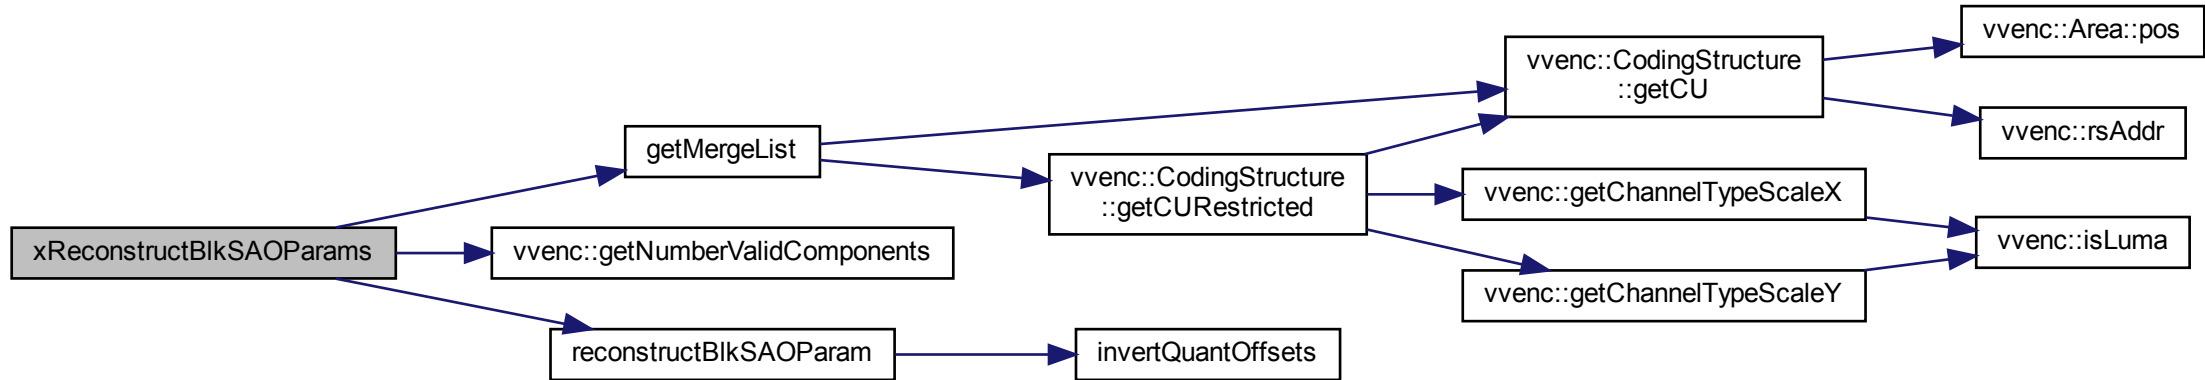 xReconstructBlkSAOParams
getMergeList
vvenc::CodingStructure
::getCU
vvenc::Area::pos
vvenc::rsAddr
vvenc::CodingStructure
::getCURestricted
vvenc::getChannelTypeScaleX
vvenc::isLuma
vvenc::getChannelTypeScaleY
vvenc::getNumberValidComponents
reconstructBlkSAOParam
invertQuantOffsets